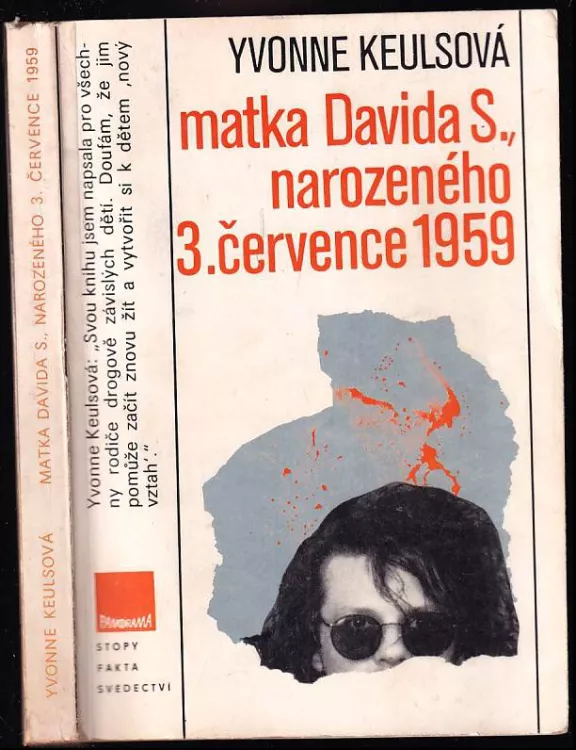 YVONNE KEULSOVÁ MATKA DAVIDA S., NAROZENÉHO 3. ČERVENCE 1959
Yvonne Keulsová: „Svou knihu jsem napsala pro všech-
ny rodiče drogově závislých dětí. Doufám, že jim
pomůže začít znovu žít a vytvořit si k dětem ‚nový
vztah‘.“
PANORAMA
STOPY
FAKTA
SVĚDECTVÍ
YVONNE KEULSOVÁ
matka Davida S.,
narozeného
3. července 1959